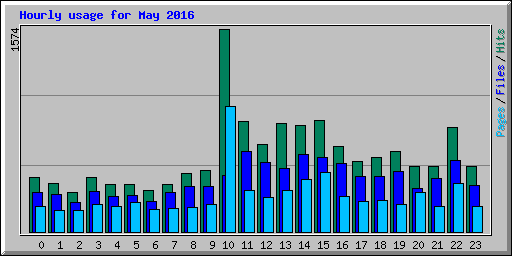 Hourly usage for May 2016
1574
Pages/Files/Hits
0 1 2 3 4 5 6 7 8 9 10 11 12 13 14 15 16 17 18 19 20 21 22 23